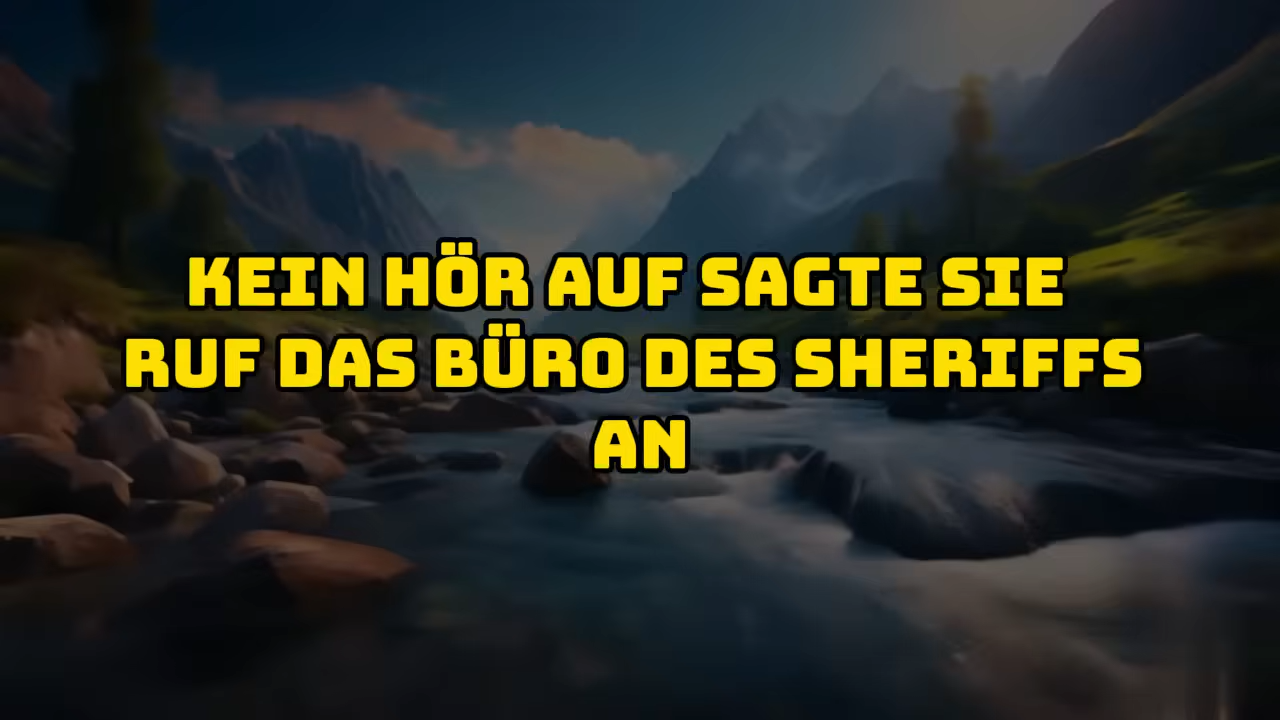 KEIN HÖR AUF SAGTE SIE
RUF DAS BÜRO DES SHERIFFS
AN